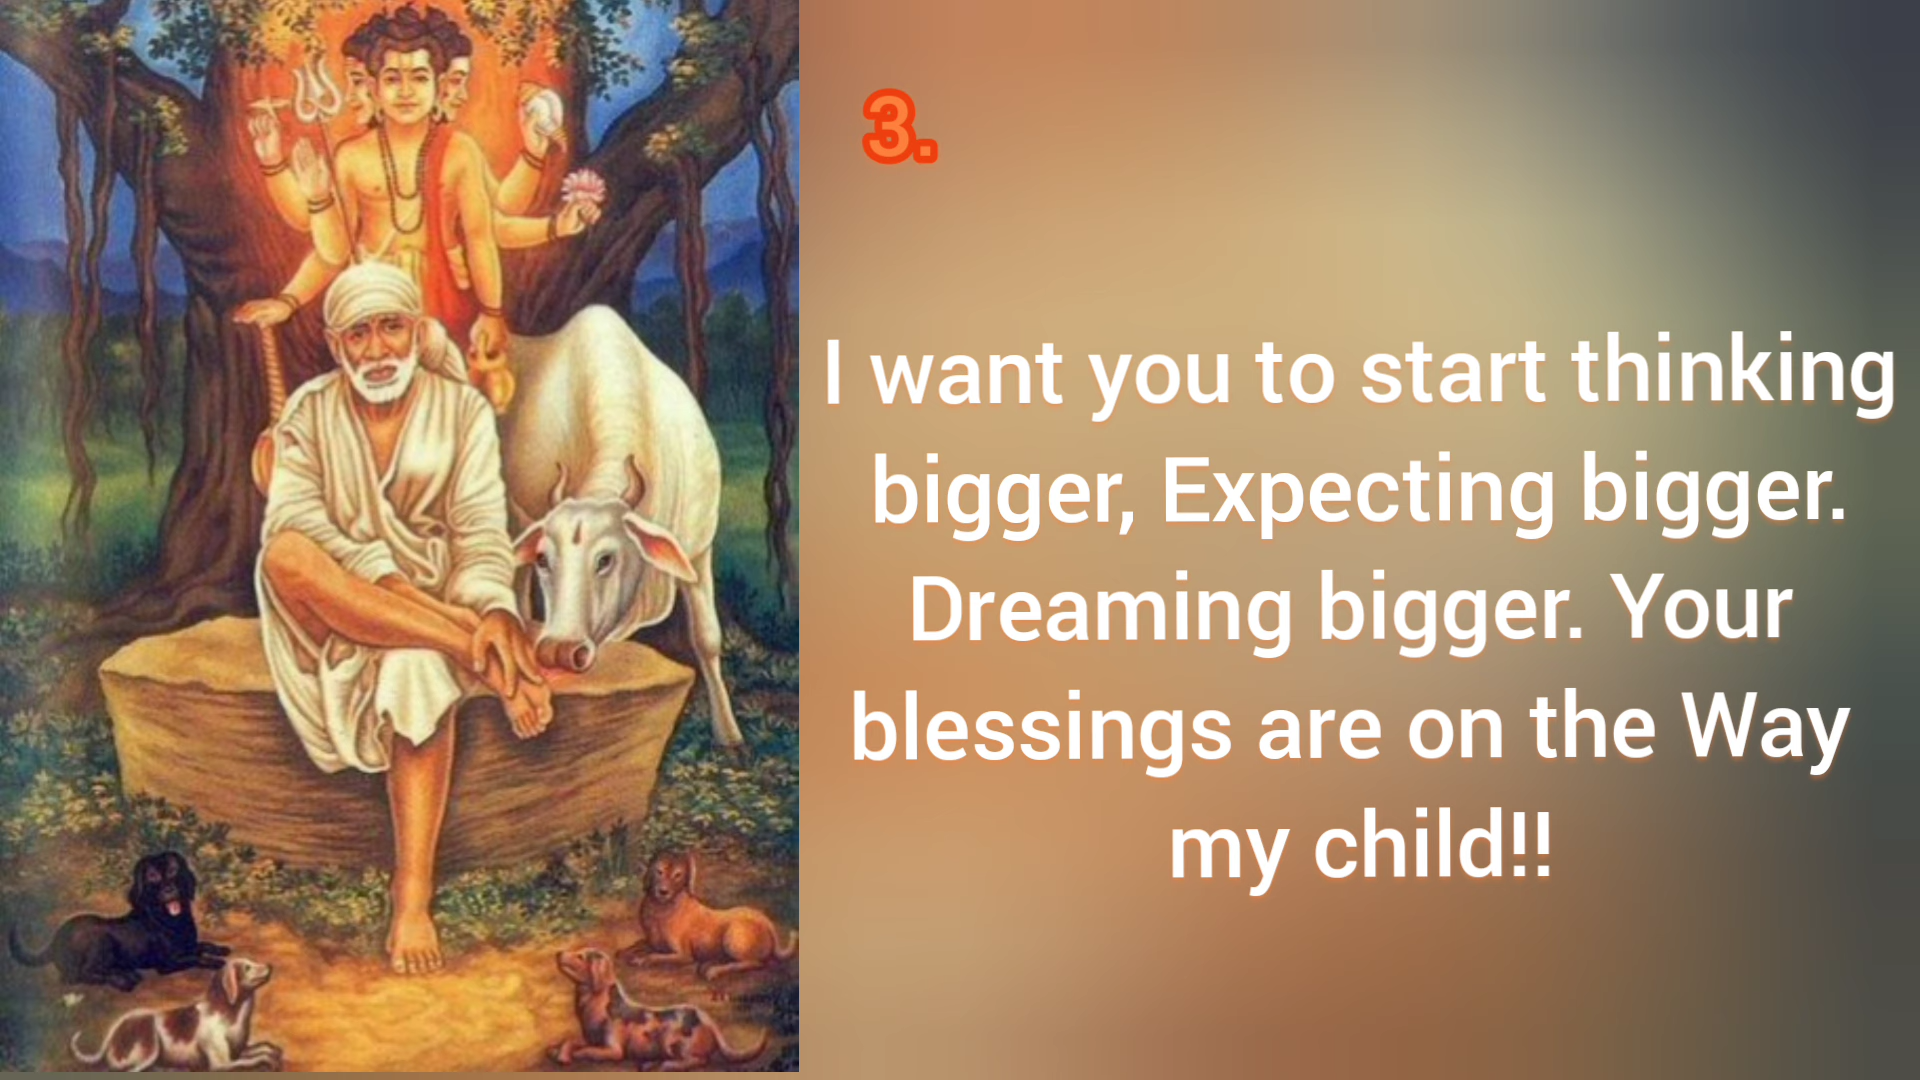 3.
I want you to start thinking
bigger, Expecting bigger.
Dreaming bigger. Your
blessings are on the Way
my child!!